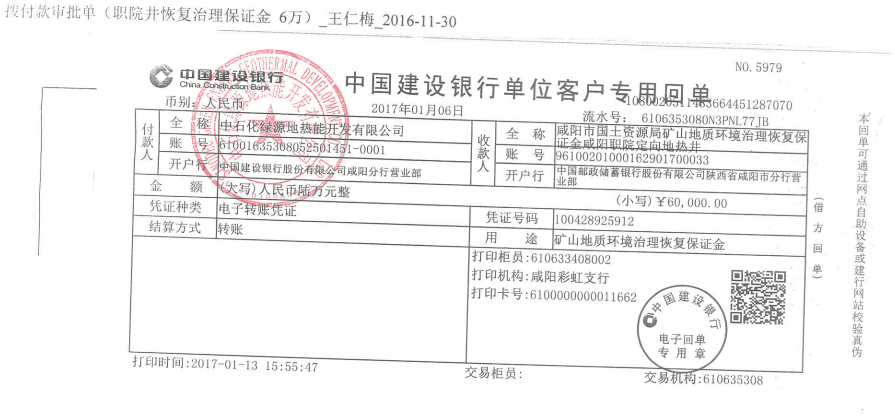 拨付款审批单（职院井恢复治理保证金 6万）_王仁梅_2016-11-30
NO.5979
中国建设银行
China Construction Bank
中国建设银行单位客户专用回单
币别：人民币
2017年01月06日
流水号：6106353080N3PNL77JB
付款人
全 称
中石化绿源地热能开发有限公司
收款人
全 称
咸阳市国土资源局矿山地质环境治理恢复保
证金咸阳职院定向地热井
账 号
61001635308052501451-0001
账 号
961002010001629017000033
开户行
中国建设银行股份有限公司咸阳分行营业部
开户行
中国邮政储蓄银行股份有限公司陕西省咸阳市分行营
业部
金 额
(大写)人民币陆万元整
(小写)￥60,000.00
凭证种类
电子转账凭证
凭证号码
100428925912
结算方式
转账
用 途
矿山地质环境治理恢复保证金
打印柜员:610633408002
打印机构:咸阳彩虹支行
打印卡号:6100000000011662
中国建设银行
电子回单
专用章
打印时间:2017-01-13 15:55:47
交易柜员:
交易机构:610635308
（借方回单）
本回单可通过网点自助设备或建行网站校验真伪